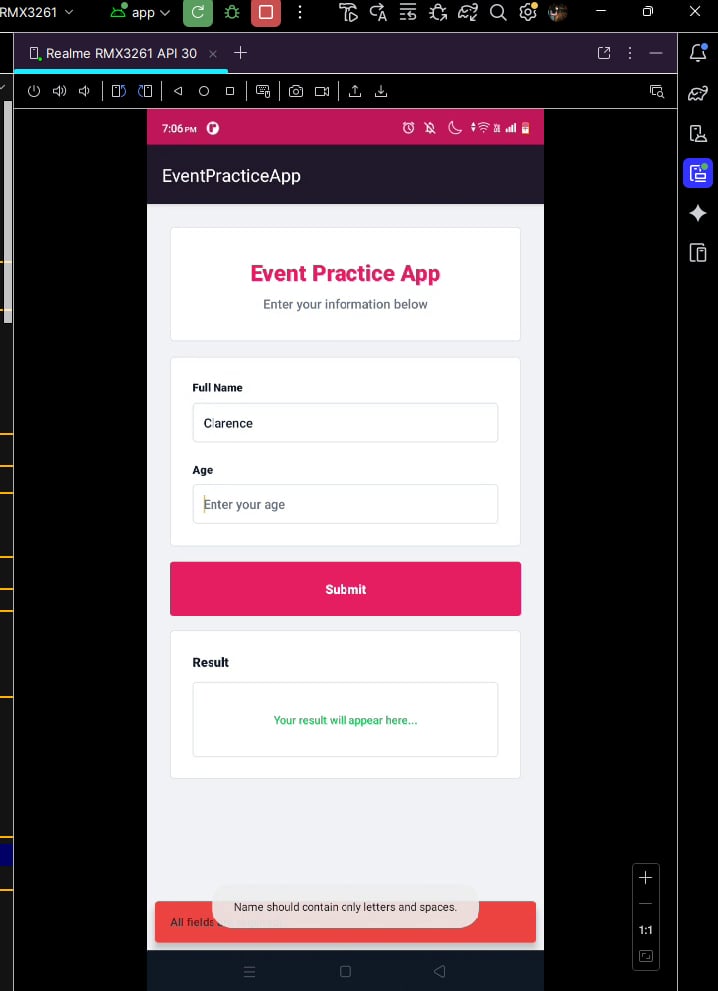 RMX3261 app
Realme RMX3261 API 30
7:06 PM
EventPracticeApp
Event Practice App
Enter your information below
Full Name
Clarence
Age
Enter your age
Submit
Result
Your result will appear here...
Name should contain only letters and spaces.
All fields
1:1